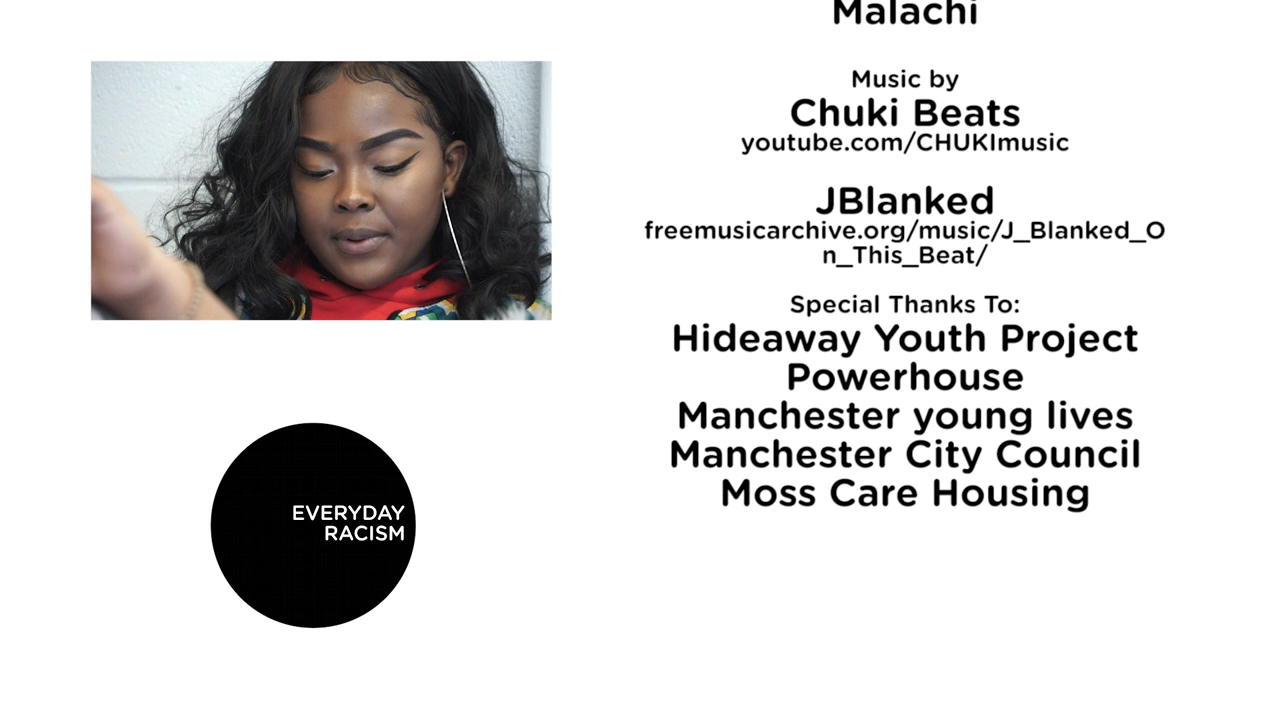 Malachi
Music by
Chuki Beats
youtube.com/CHUKImusic
JBlanked
freemusicarchive.org/music/J_Blanked_O
n_This_Beat/
Special Thanks To:
Hideaway Youth Project
Powerhouse
Manchester young lives
Manchester City Council
Moss Care Housing
EVERYDAY
RACISM